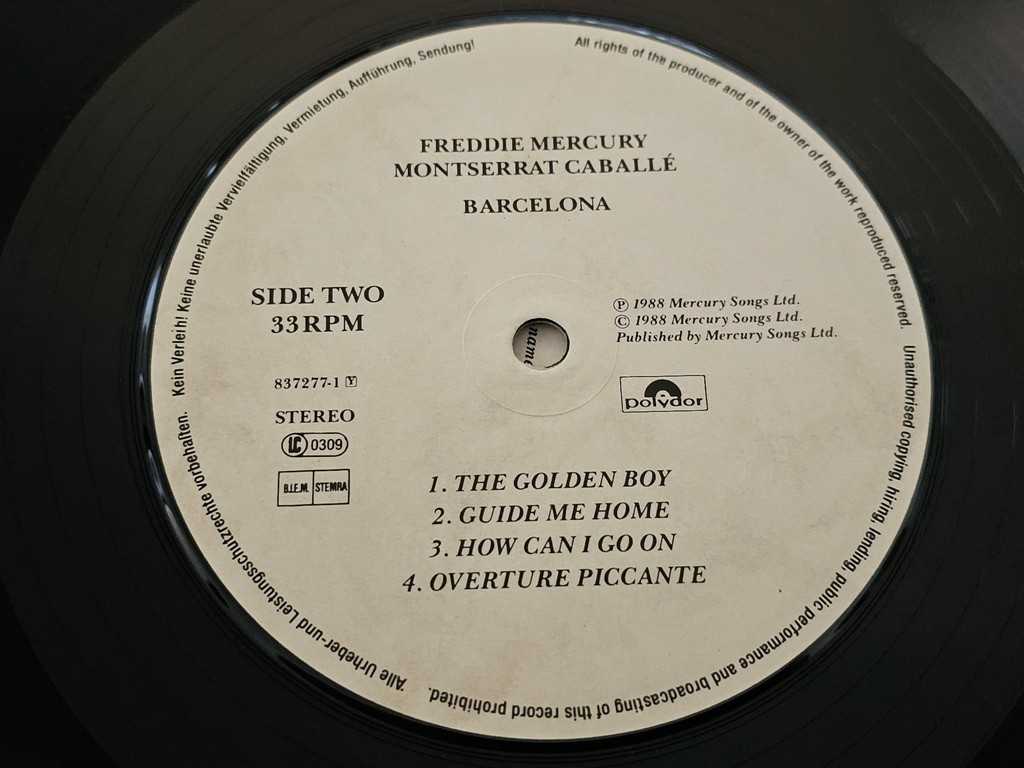 Alle Urheber-und Leistungsschutzrechte vorbehalten. Kein Verleih! Keine unerlaubte Vervielfältigung, Vermietung, Aufführung, Sendung!
All rights of the producer and of the owner of the work reproduced reserved. Unauthorised copying, hiring, lending, public performance and broadcasting of this record prohibited.
FREDDIE MERCURY
MONTSERRAT CABALLÉ
BARCELONA
SIDE TWO
33RPM
℗ 1988 Mercury Songs Ltd.
© 1988 Mercury Songs Ltd.
Published by Mercury Songs Ltd.
837277-1 Y
STEREO
LC 0309
B.I.E.M. STEMRA
polydor
name
1. THE GOLDEN BOY
2. GUIDE ME HOME
3. HOW CAN I GO ON
4. OVERTURE PICCANTE